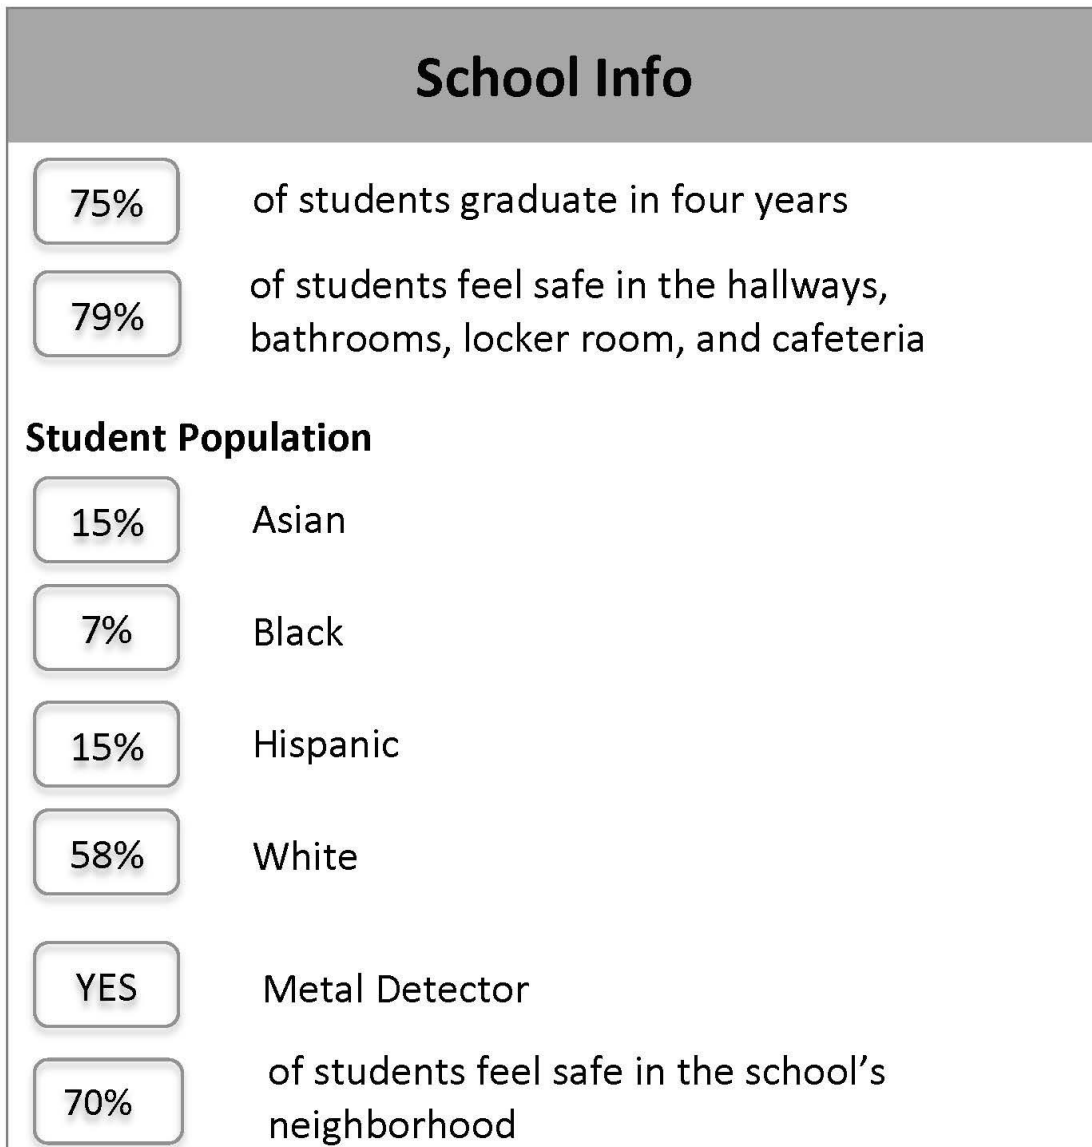 School Info
75% of students graduate in four years
79% of students feel safe in the hallways,
bathrooms, locker room, and cafeteria
Student Population
15% Asian
7% Black
15% Hispanic
58% White
YES Metal Detector
70% of students feel safe in the school’s
neighborhood